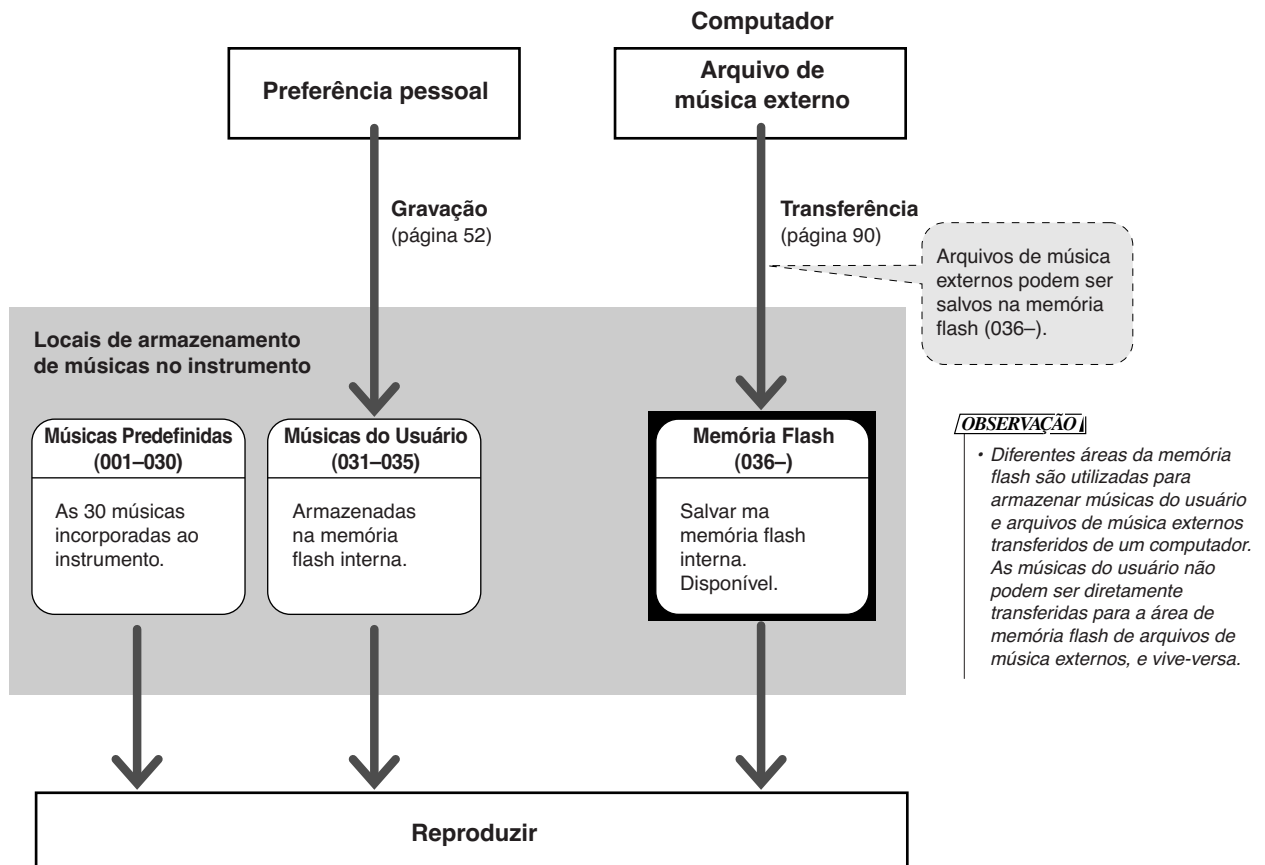 Computador
Preferência pessoal
Arquivo de
música externo
Gravação
(página 52)
Transferência
(página 90)
Arquivos de música
externos podem ser
salvos na memória
flash (036–).
Locais de armazenamento
de músicas no instrumento
Músicas Predefinidas
(001–030)
As 30 músicas
incorporadas ao
instrumento.
Músicas do Usuário
(031–035)
Armazenadas
na memória
flash interna.
Memória Flash
(036–)
Salvar ma
memória flash
interna.
Disponível.
OBSERVAÇÃO
• Diferentes áreas da memória
flash são utilizadas para
armazenar músicas do usuário
e arquivos de música externos
transferidos de um computador.
As músicas do usuário não
podem ser diretamente
transferidas para a área de
memória flash de arquivos de
música externos, e vive-versa.
Reproduzir